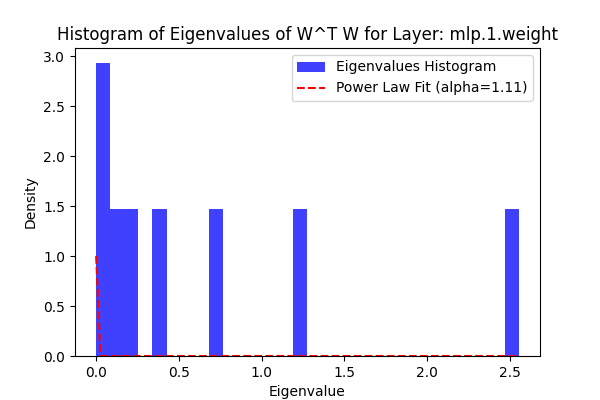 Histogram of Eigenvalues of W^T W for Layer: mlp.1.weight
Eigenvalues Histogram
Power Law Fit (alpha=1.11)
Density
3.0
2.5
2.0
1.5
1.0
0.5
0.0
0.0 0.5 1.0 1.5 2.0 2.5
Eigenvalue